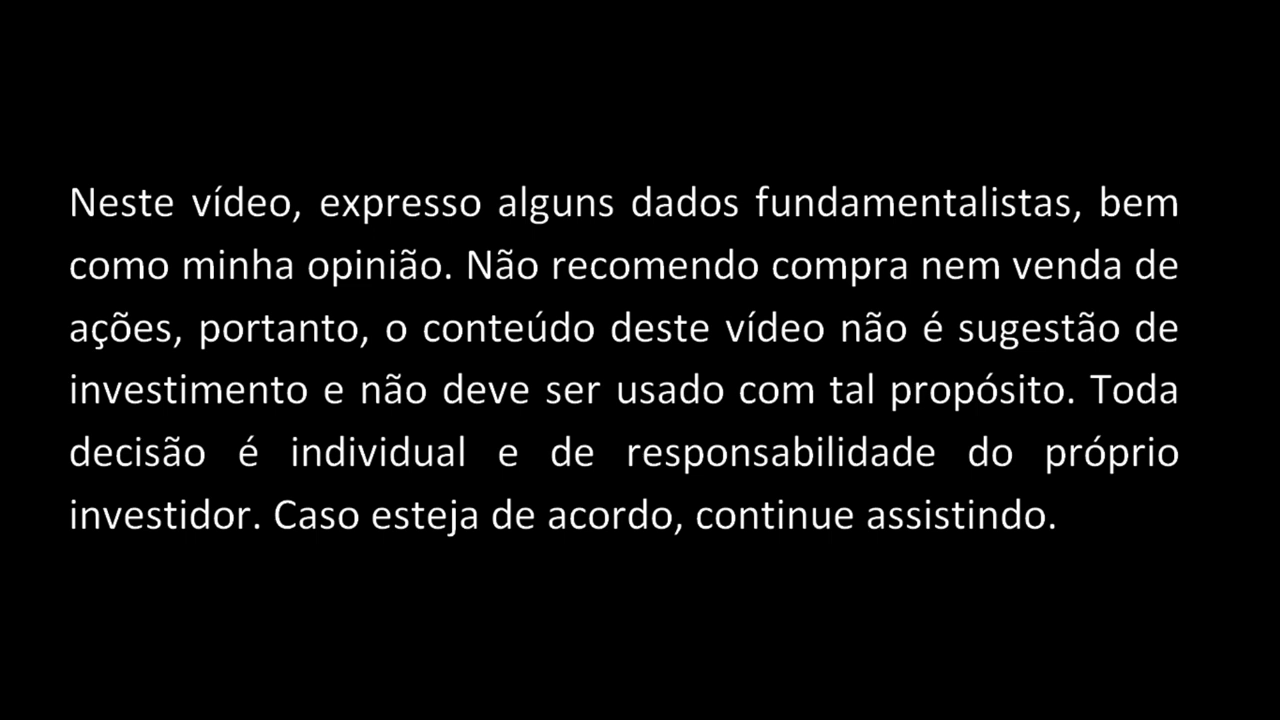 Neste vídeo, expresso alguns dados fundamentalistas, bem
como minha opinião. Não recomendo compra nem venda de
ações, portanto, o conteúdo deste vídeo não é sugestão de
investimento e não deve ser usado com tal propósito. Toda
decisão é individual e de responsabilidade do próprio
investidor. Caso esteja de acordo, continue assistindo.